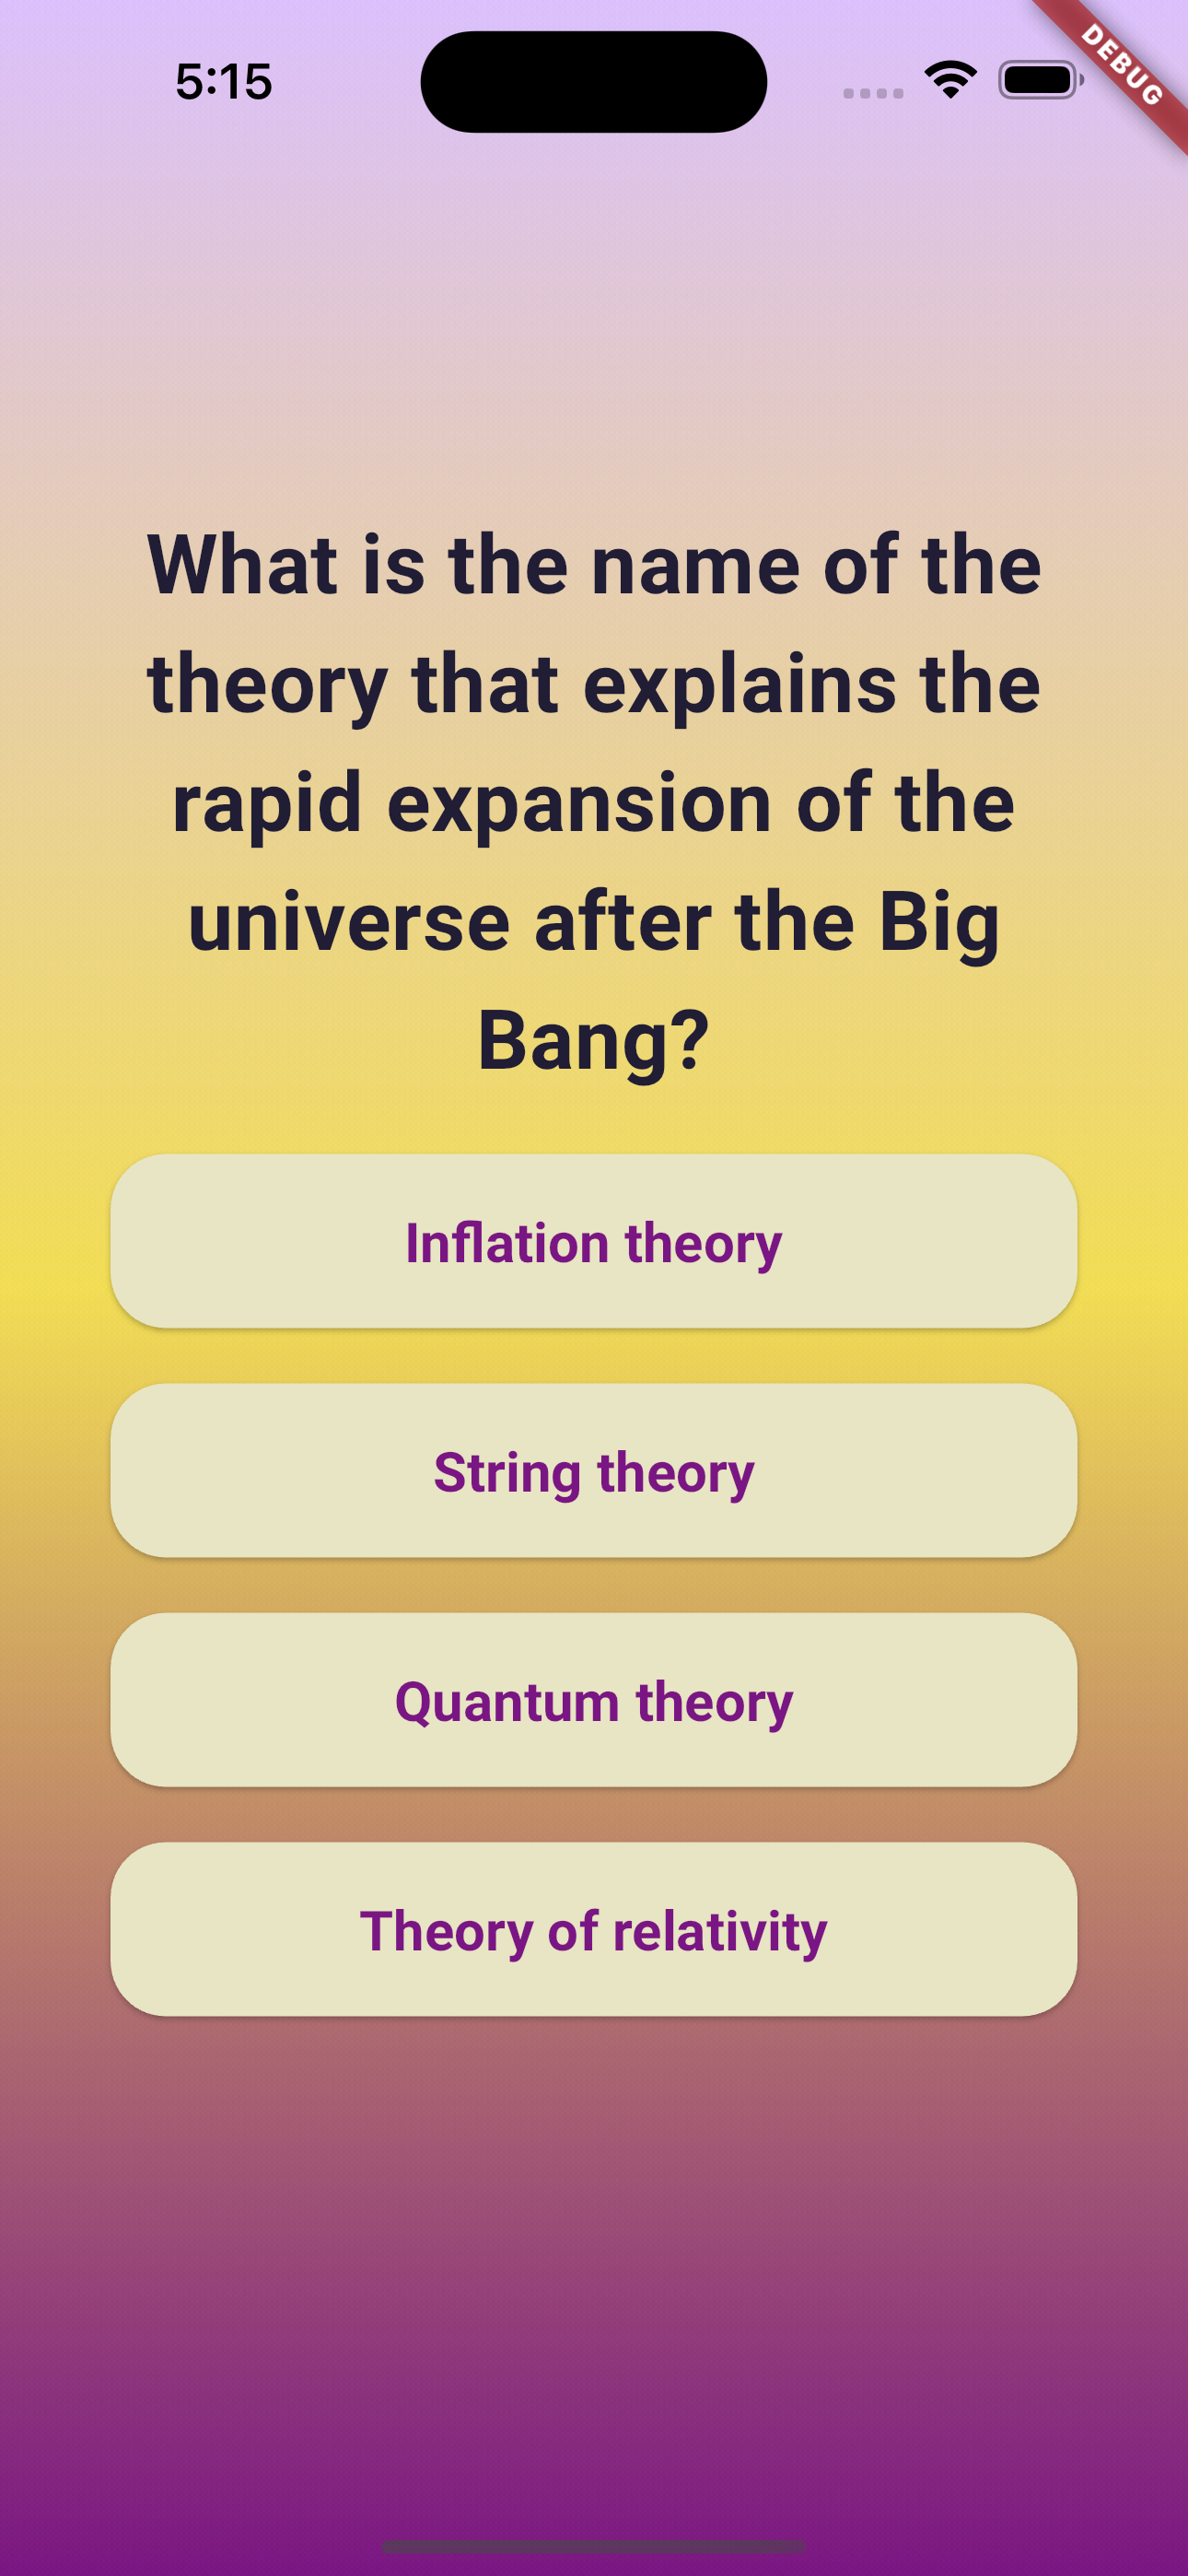 5:15
DEBUG
What is the name of the
theory that explains the
rapid expansion of the
universe after the Big
Bang?
Inflation theory
String theory
Quantum theory
Theory of relativity